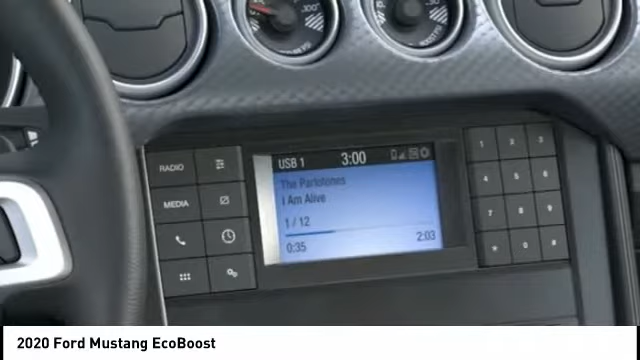 100°
USB 1 3:00
The Parlotones
I Am Alive
1 / 12
0:35 2:03
RADIO
MEDIA
1 2 3
4 5 6
7 8 9
* 0 #
2020 Ford Mustang EcoBoost